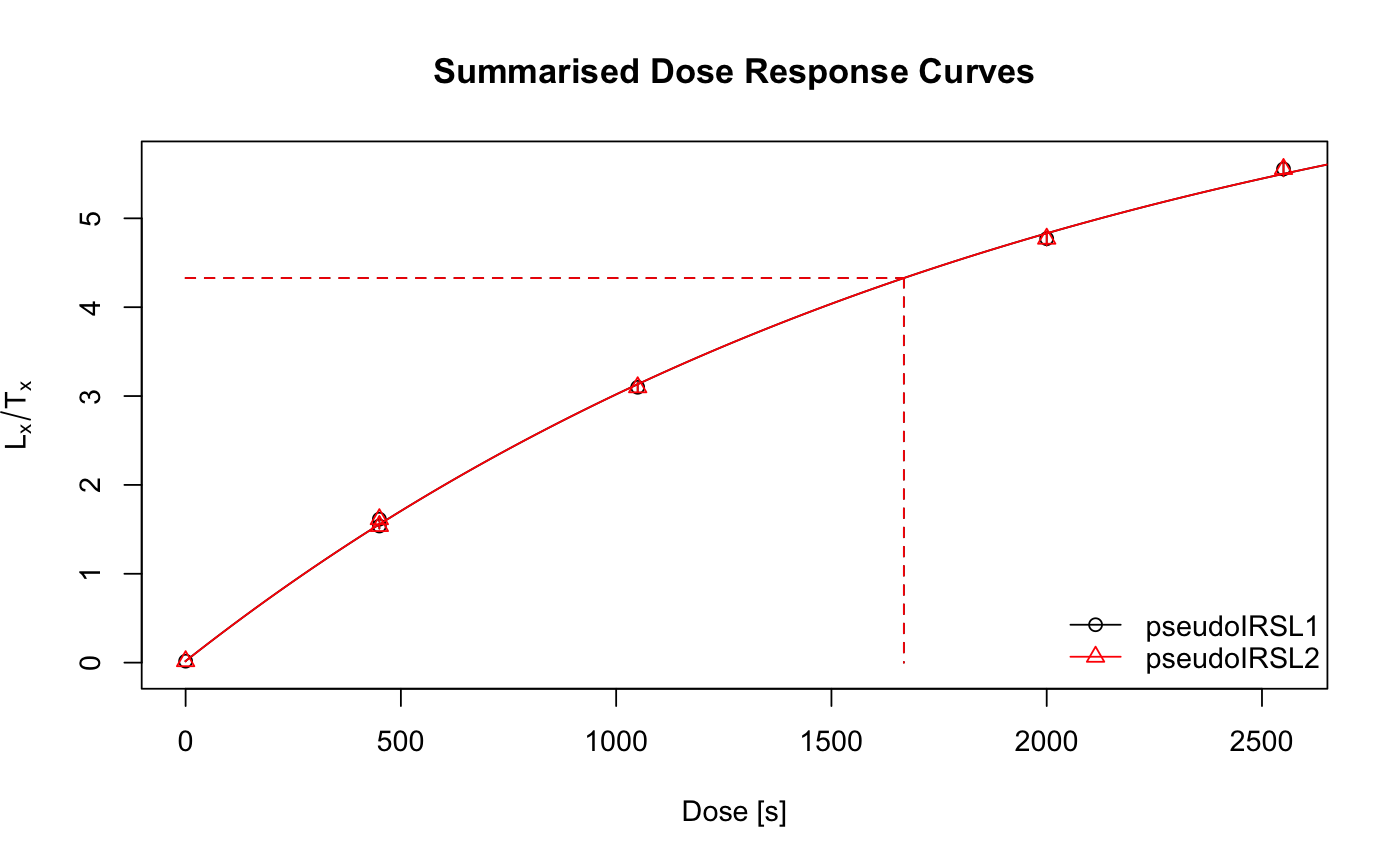 Summarised Dose Response Curves
Lx/Tx
5
4
3
2
1
0
pseudoIRSL1
pseudoIRSL2
0 500 1000 1500 2000 2500
Dose [s]